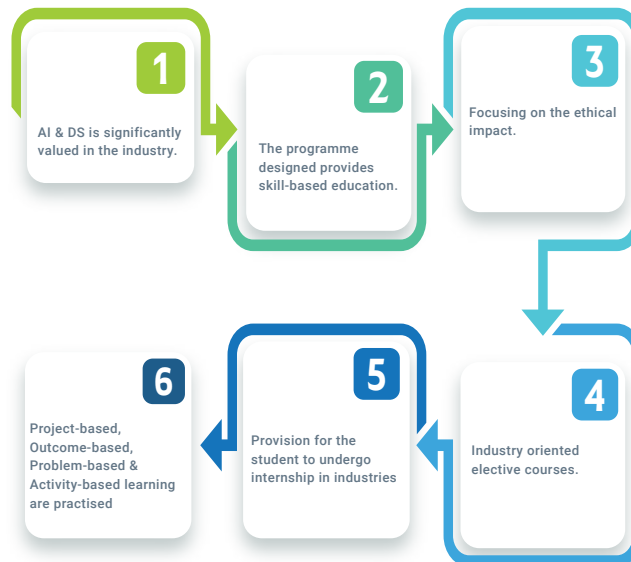 1
AI & DS is significantly
valued in the industry.
2
The programme
designed provides
skill-based education.
3
Focusing on the ethical
impact.
4
Industry oriented
elective courses.
5
Provision for the
student to undergo
internship in industries
6
Project-based,
Outcome-based,
Problem-based &
Activity-based learning
are practised